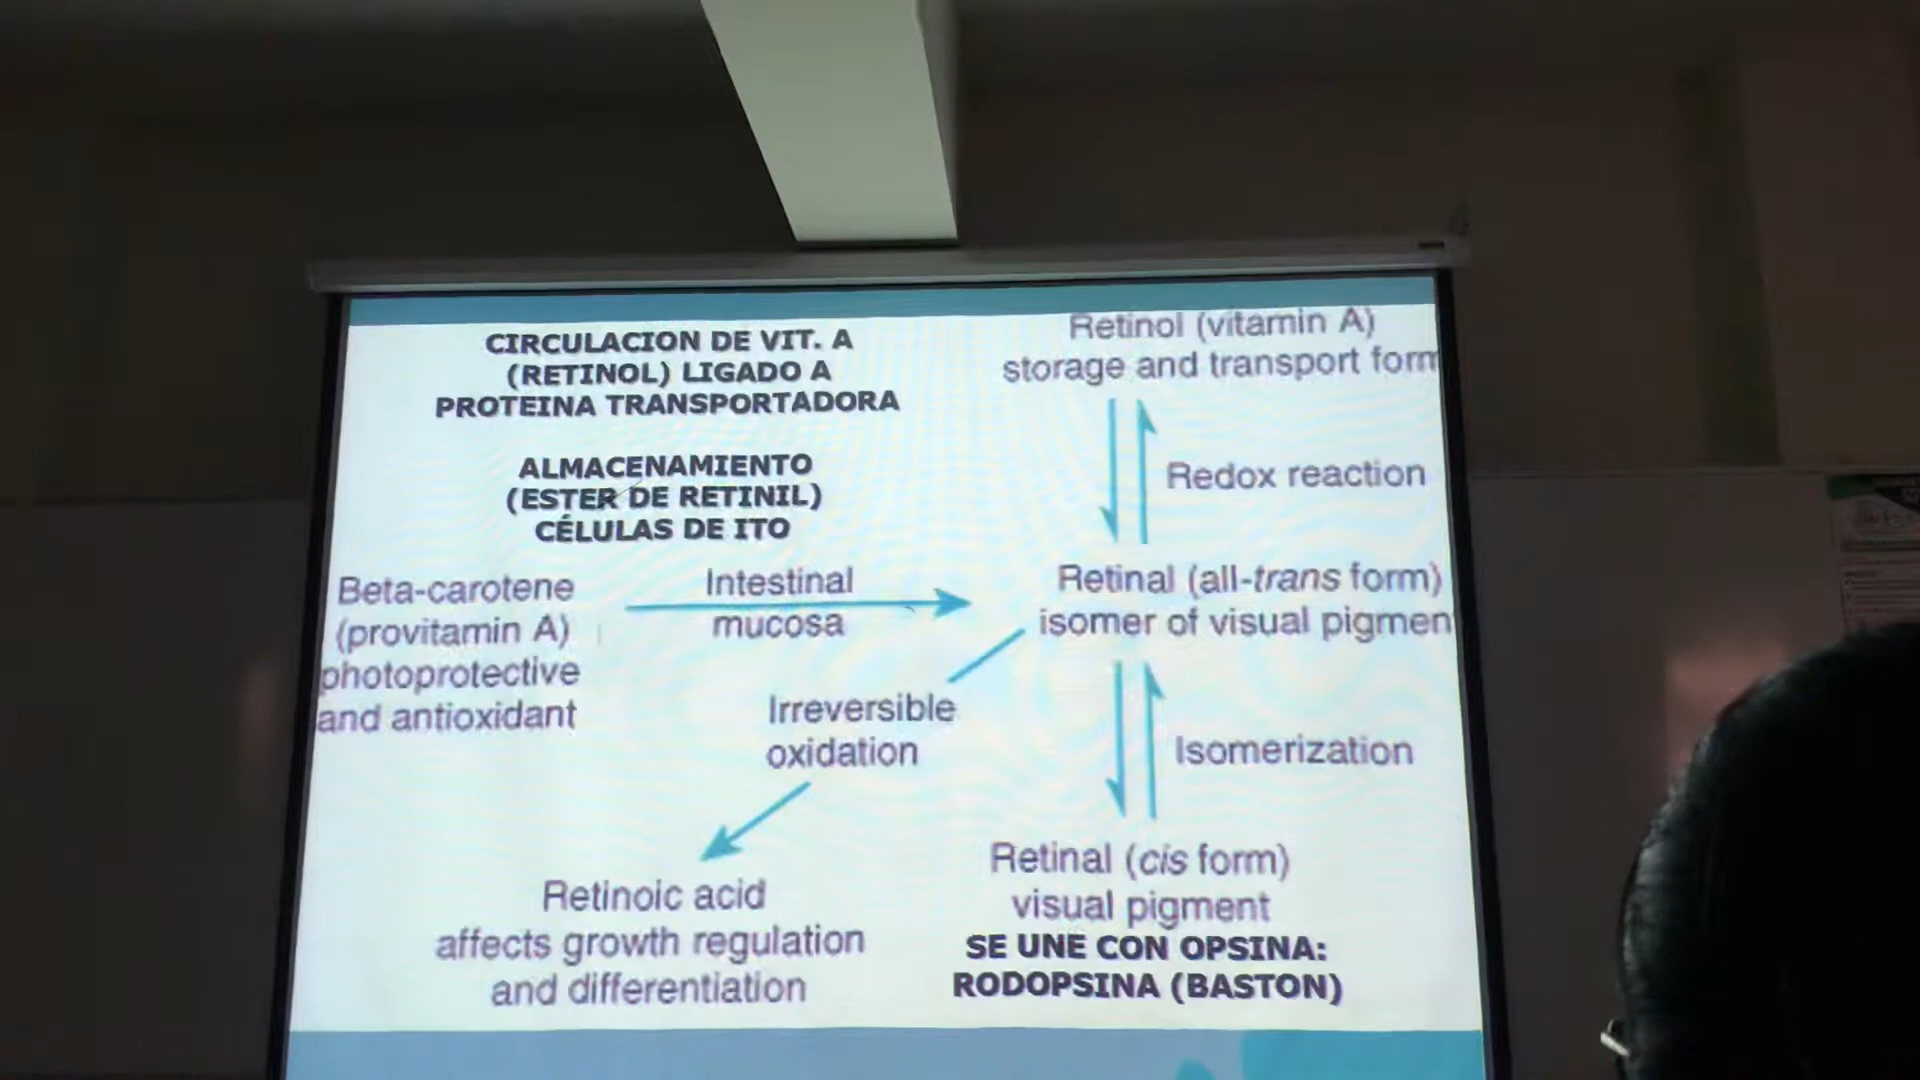 CIRCULACION DE VIT. A
(RETINOL) LIGADO A
PROTEINA TRANSPORTADORA
ALMACENAMIENTO
(ESTER DE RETINIL)
CÉLULAS DE ITO
Retinol (vitamin A)
storage and transport form
Redox reaction
Beta-carotene
(provitamin A)
photoprotective
and antioxidant
Intestinal
mucosa
Retinal (all-trans form)
isomer of visual pigmen
Irreversible
oxidation
Isomerization
Retinoic acid
affects growth regulation
and differentiation
Retinal (cis form)
visual pigment
SE UNE CON OPSINA:
RODOPSINA (BASTON)